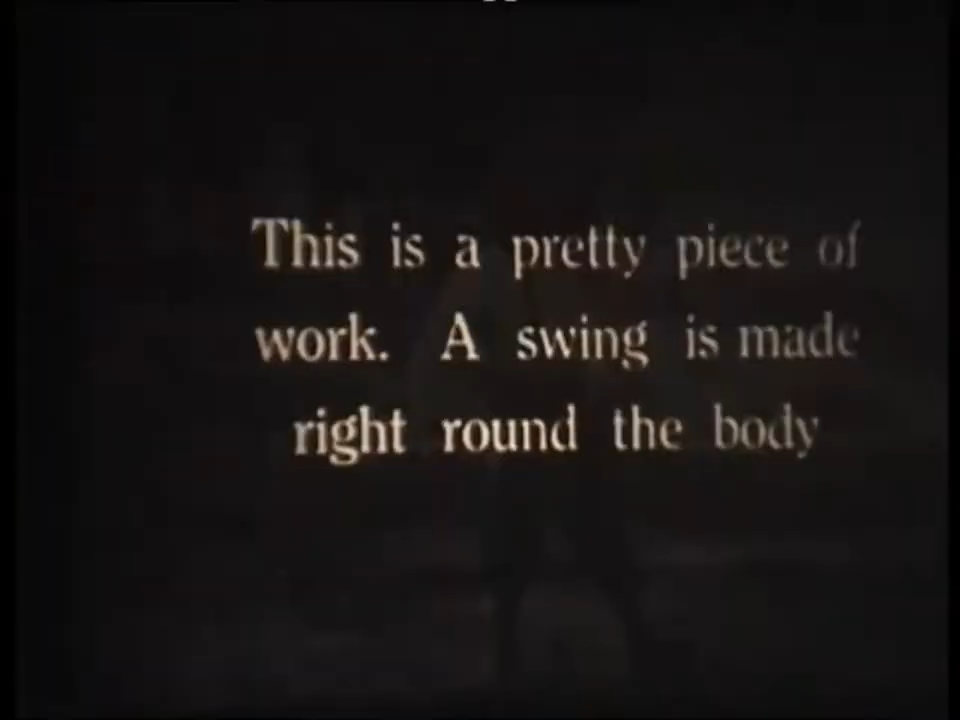 This is a pretty piece of
work. A swing is made
right round the body